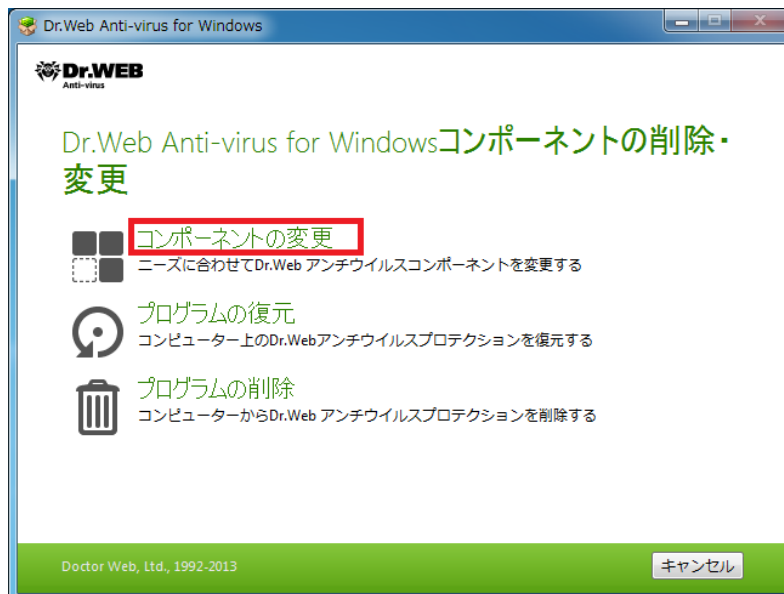 Dr.Web Anti-virus for Windows
Dr.WEB
Anti-virus
Dr.Web Anti-virus for Windowsコンポーネントの削除・
変更
コンポーネントの変更
ニーズに合わせてDr.Web アンチウイルスコンポーネントを変更する
プログラムの復元
コンピューター上のDr.Webアンチウイルスプロテクションを復元する
プログラムの削除
コンピューターからDr.Web アンチウイルスプロテクションを削除する
Doctor Web, Ltd., 1992-2013
キャンセル